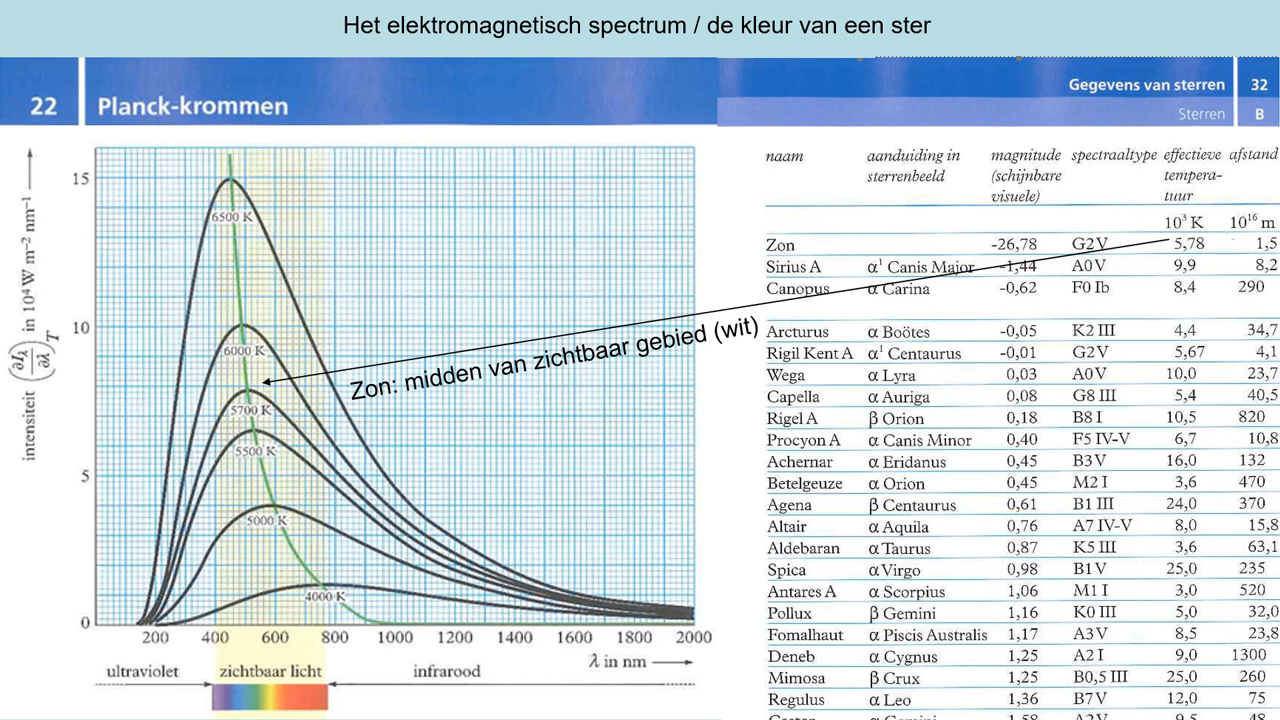 Het elektromagnetisch spectrum / de kleur van een ster
22 Planck-krommen
Gegevens van sterren 32
Sterren B
intensiteit (∂Iλ/∂λ)T in 10⁴ W m⁻² nm⁻¹
15
10
5
0
6500 K
6000 K
5700 K
5500 K
5000 K
4000 K
200 400 600 800 1000 1200 1400 1600 1800 2000
λ in nm
ultraviolet zichtbaar licht infrarood
Zon: midden van zichtbaar gebied (wit)
naam aanduiding in magnitude spectraaltype effectieve afstand
sterrenbeeld (schijnbare tempera-
visuele) tuur
10³ K 10¹⁶ m
Zon -26,78 G2V 5,78 1,5
Sirius A α¹ Canis Major -1,44 A0V 9,9 8,2
Canopus α Carina -0,62 F0 Ib 8,4 290
Arcturus α Boötes -0,05 K2 III 4,4 34,7
Rigil Kent A α¹ Centaurus -0,01 G2V 5,67 4,1
Wega α Lyra 0,03 A0V 10,0 23,7
Capella α Auriga 0,08 G8 III 5,4 40,5
Rigel A β Orion 0,18 B8 I 10,5 820
Procyon A α Canis Minor 0,40 F5 IV-V 6,7 10,8
Achernar α Eridanus 0,45 B3V 16,0 132
Betelgeuze α Orion 0,45 M2 I 3,6 470
Agena β Centaurus 0,61 B1 III 24,0 370
Altair α Aquila 0,76 A7 IV-V 8,0 15,8
Aldebaran α Taurus 0,87 K5 III 3,6 63,1
Spica α Virgo 0,98 B1V 25,0 235
Antares A α Scorpius 1,06 M1 I 3,0 520
Pollux β Gemini 1,16 K0 III 5,0 32,0
Fomalhaut α Piscis Australis 1,17 A3V 8,5 23,8
Deneb α Cygnus 1,25 A2 I 9,0 1300
Mimosa β Crux 1,25 B0,5 III 25,0 260
Regulus α Leo 1,36 B7V 12,0 75